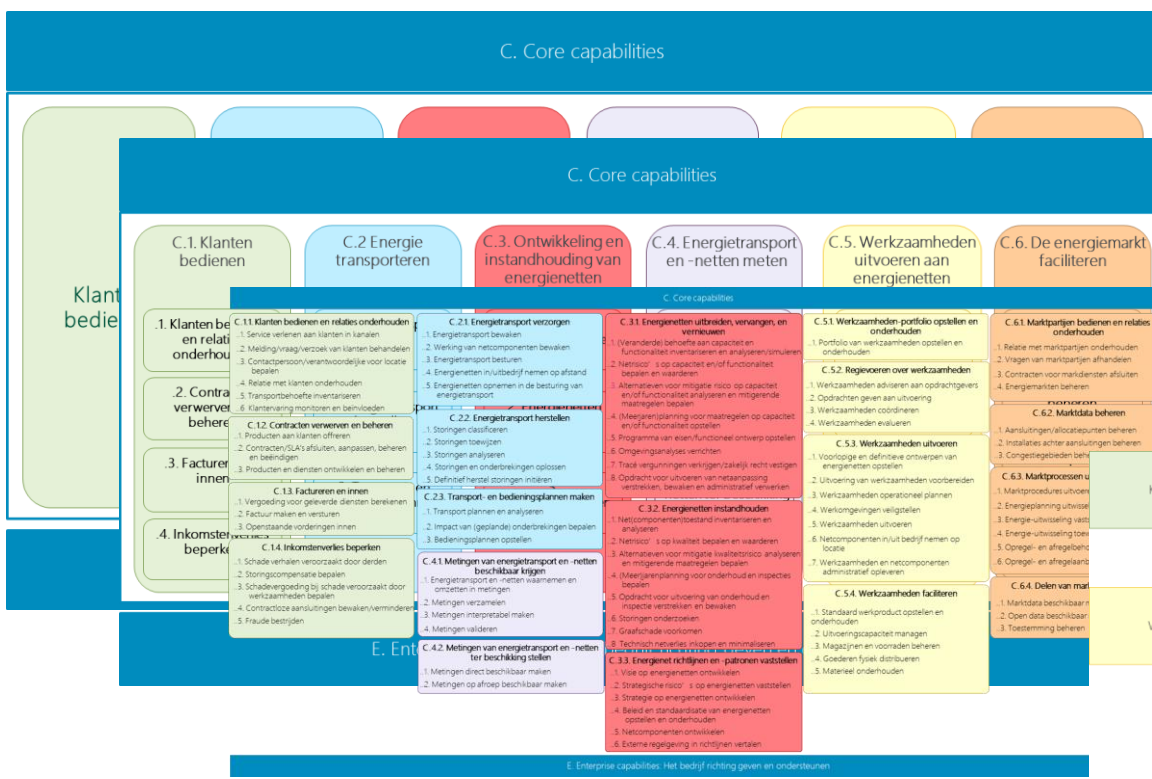 C. Core capabilities
C. Core capabilities
C.1. Klanten
bedienen
C.2 Energie
transporteren
C.3. Ontwikkeling en
instandhouding van
energienetten
C.4. Energietransport
en -netten meten
C.5. Werkzaamheden
uitvoeren aan
energienetten
C.6. De energiemarkt
faciliteren
Klant
bedie
.1. Klanten be
en relati
onderhou
.2. Contra
verwerv
behere
.3. Facturer
innen
.4. Inkomstenverlies
beperke
C. Core capabilities
C.1.1. Klanten bedienen en relaties onderhouden
..1. Service verlenen aan klanten in kanalen
..2. Melding/vraag/verzoek van klanten behandelen
..3. Contactpersoon/verantwoordelijke voor locatie
bepalen
..4. Relatie met klanten onderhouden
..5. Transportbehoefte inventariseren
..6. Klantervaring monitoren en beïnvloeden
C.1.2. Contracten verwerven en beheren
..1. Producten aan klanten offreren
..2. Contracten/SLA's afsluiten, aanpassen, beheren
en beëindigen
..3. Producten en diensten ontwikkelen en beheren
C.1.3. Factureren en innen
..1. Vergoeding voor geleverde diensten berekenen
..2. Factuur maken en versturen
..3. Openstaande vorderingen innen
C.1.4. Inkomstenverlies beperken
..1. Schade verhalen veroorzaakt door derden
..2. Storingscompensatie bepalen
..3. Schadevergoeding bij schade veroorzaakt door
werkzaamheden bepalen
..4. Contractloze aansluitingen bewaken/verminderen
..5. Fraude bestrijden
C.2.1. Energietransport verzorgen
..1. Energietransport bewaken
..2. Werking van netcomponenten bewaken
..3. Energietransport besturen
..4. Energienetten in/uitbedrijf nemen op afstand
..5. Energienetten opnemen in de besturing van
energietransport
C.2.2. Energietransport herstellen
..1. Storingen classificeren
..2. Storingen toewijzen
..3. Storingen analyseren
..4. Storingen en onderbrekingen oplossen
..5. Definitief herstel storingen initiëren
C.2.3. Transport- en bedieningsplannen maken
..1. Transport plannen en analyseren
..2. Impact van (geplande) onderbrekingen bepalen
..3. Bedieningsplannen opstellen
C.4.1. Metingen van energietransport en -netten
beschikbaar krijgen
..1. Energietransport en -netten waarnemen en
omzetten in metingen
..2. Metingen verzamelen
..3. Metingen interpretabel maken
..4. Metingen valideren
C.4.2. Metingen van energietransport en -netten
ter beschikking stellen
..1. Metingen direct beschikbaar maken
..2. Metingen op afroep beschikbaar maken
C.3.1. Energienetten uitbreiden, vervangen, en
vernieuwen
..1. (Veranderde) behoefte aan capaciteit en
functionaliteit inventariseren en analyseren/simuleren
..2. Netrisico's op capaciteit en/of functionaliteit
bepalen en waarderen
..3. Alternatieven voor mitigatie risico op capaciteit
en/of functionaliteit analyseren en mitigerende
maatregelen bepalen
..4. (Meerjaren)planning voor maatregelen op capaciteit
en/of functionaliteit opstellen
..5. Programma van eisen/functioneel ontwerp opstellen
..6. Omgevingsanalyses verrichten
..7. Tracé vergunningen verkrijgen/zakelijk recht vestigen
..8. Opdracht voor uitvoeren van netaanpassing
verstrekken, bewaken en administratief verwerken
C.3.2. Energienetten instandhouden
..1. Net(componenten)toestand inventariseren en
analyseren
..2. Netrisico's op kwaliteit bepalen en waarderen
..3. Alternatieven voor mitigatie kwaliteitsrisico analyseren
en mitigerende maatregelen bepalen
..4. (Meer)jarenplanning voor onderhoud en inspecties
bepalen
..5. Opdracht voor uitvoering van onderhoud en
inspectie verstrekken en bewaken
..6. Storingen onderzoeken
..7. Graafschade voorkomen
..8. Technisch netverlies inkopen en minimaliseren
C.3.3. Energienet richtlijnen en -patronen vaststellen
..1. Visie op energienetten ontwikkelen
..2. Strategische risico's op energienetten vaststellen
..3. Strategie op energienetten ontwikkelen
..4. Beleid en standaardisatie van energienetten
opstellen en onderhouden
..5. Netcomponenten ontwikkelen
..6. Externe regelgeving in richtlijnen vertalen
C.5.1. Werkzaamheden-portfolio opstellen en
onderhouden
..1. Portfolio van werkzaamheden opstellen en
onderhouden
C.5.2. Regievoeren over werkzaamheden
..1. Werkzaamheden adviseren aan opdrachtgevers
..2. Opdrachten geven aan uitvoering
..3. Werkzaamheden coördineren
..4. Werkzaamheden evalueren
C.5.3. Werkzaamheden uitvoeren
..1. Voorlopige en definitieve ontwerpen van
energienetten opstellen
..2. Uitvoering van werkzaamheden voorbereiden
..3. Werkzaamheden operationeel plannen
..4. Werkomgevingen veiligstellen
..5. Werkzaamheden uitvoeren
..6. Netcomponenten in/uit bedrijf nemen op
locatie
..7. Werkzaamheden en netcomponenten
administratief opleveren
C.5.4. Werkzaamheden faciliteren
..1. Standaard werkproduct opstellen en
onderhouden
..2. Uitvoeringscapaciteit managen
..3. Magazijnen en voorraden beheren
..4. Goederen fysiek distribueren
..5. Materieel onderhouden
C.6.1. Marktpartijen bedienen en relaties
onderhouden
..1. Relatie met marktpartijen onderhouden
..2. Vragen van marktpartijen afhandelen
..3. Contracten voor markdiensten afsluiten
..4. Energiemarkten beheren
C.6.2. Marktdata beheren
..1. Aansluitingen/allocatiepunten beheren
..2. Installaties achter aansluitingen beheren
..3. Congestiegebieden behe
C.6.3. Marktprocessen u
..1. Marktprocedures uitvoere
..2. Energieplanning uitwisse
..3. Energie-uitwisseling vasts
..4. Energie-uitwisseling toew
..5. Opregel- en afregelbeho
..6. Opregel- en afregelaanb
C.6.4. Delen van mar
..1. Marktdata beschikbaar
..2. Open data beschikbaar
..3. Toestemming beheren
E. Ente
E. Enterprise capabilities: Het bedrijf richting geven en ondersteunen